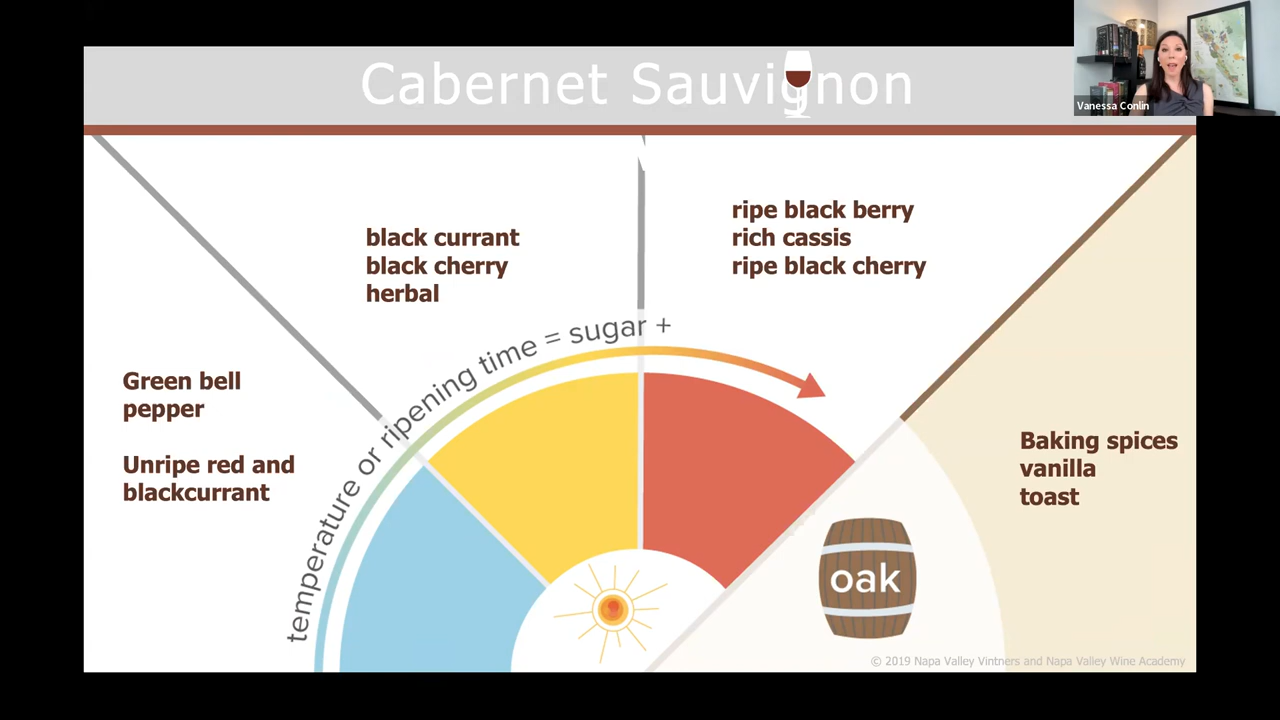 Cabernet Sauvignon
Vanessa Conlin
ripe black berry
rich cassis
ripe black cherry
black currant
black cherry
herbal
temperature or ripening time = sugar +
Green bell
pepper
Unripe red and
blackcurrant
Baking spices
vanilla
toast
oak
© 2019 Napa Valley Vintners and Napa Valley Wine Academy